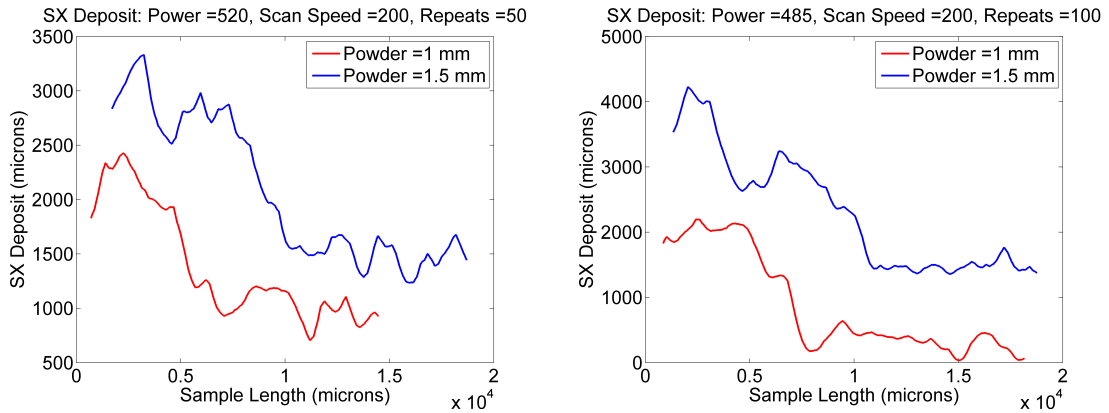 SX Deposit: Power =520, Scan Speed =200, Repeats =50
3500
3000
2500
2000
1500
1000
500
SX Deposit (microns)
Powder =1 mm
Powder =1.5 mm
0
0.5
1
1.5
2
Sample Length (microns)
x 10^4
SX Deposit: Power =485, Scan Speed =200, Repeats =100
5000
4000
3000
2000
1000
0
SX Deposit (microns)
Powder =1 mm
Powder =1.5 mm
0
0.5
1
1.5
2
Sample Length (microns)
x 10^4